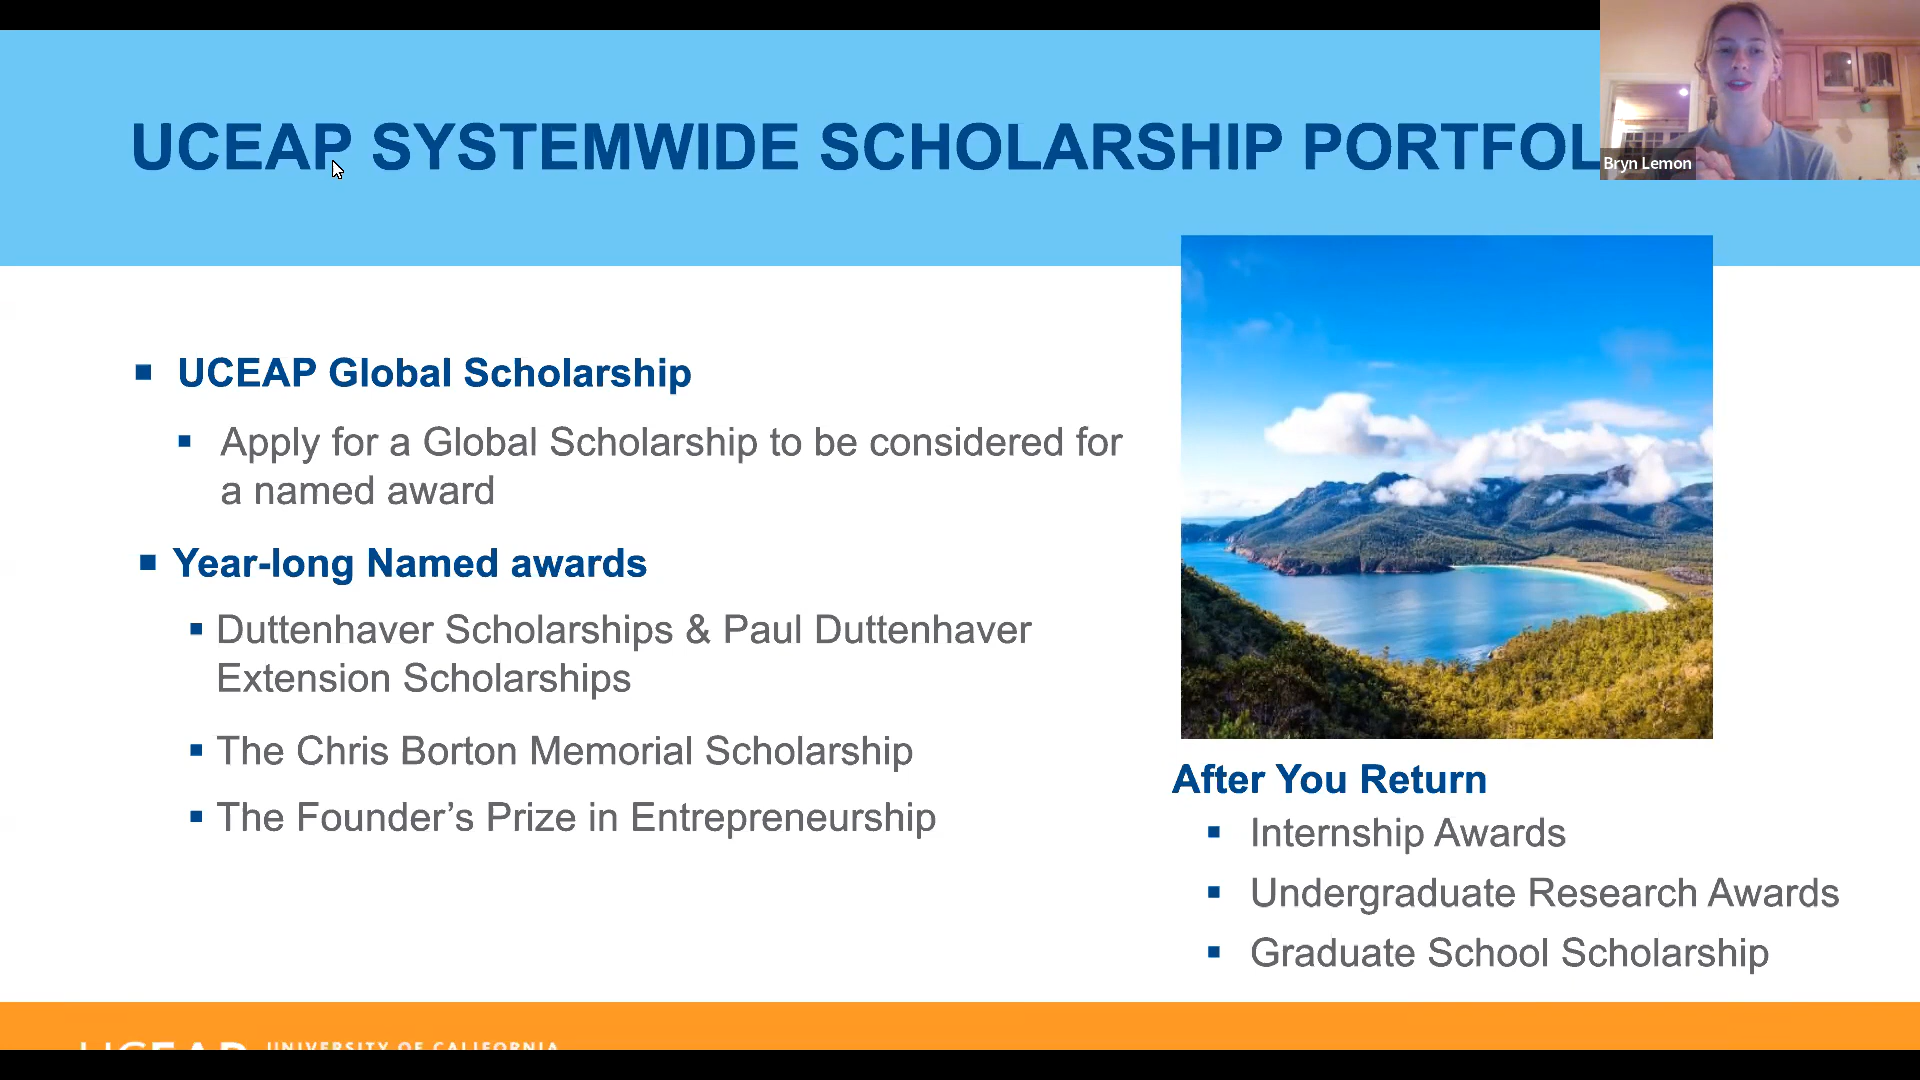 UCEAP SYSTEMWIDE SCHOLARSHIP PORTFOL
Bryn Lemon
UCEAP Global Scholarship
Apply for a Global Scholarship to be considered for
a named award
Year-long Named awards
Duttenhaver Scholarships & Paul Duttenhaver
Extension Scholarships
The Chris Borton Memorial Scholarship
The Founder’s Prize in Entrepreneurship
After You Return
Internship Awards
Undergraduate Research Awards
Graduate School Scholarship
UCEAP UNIVERSITY OF CALIFORNIA